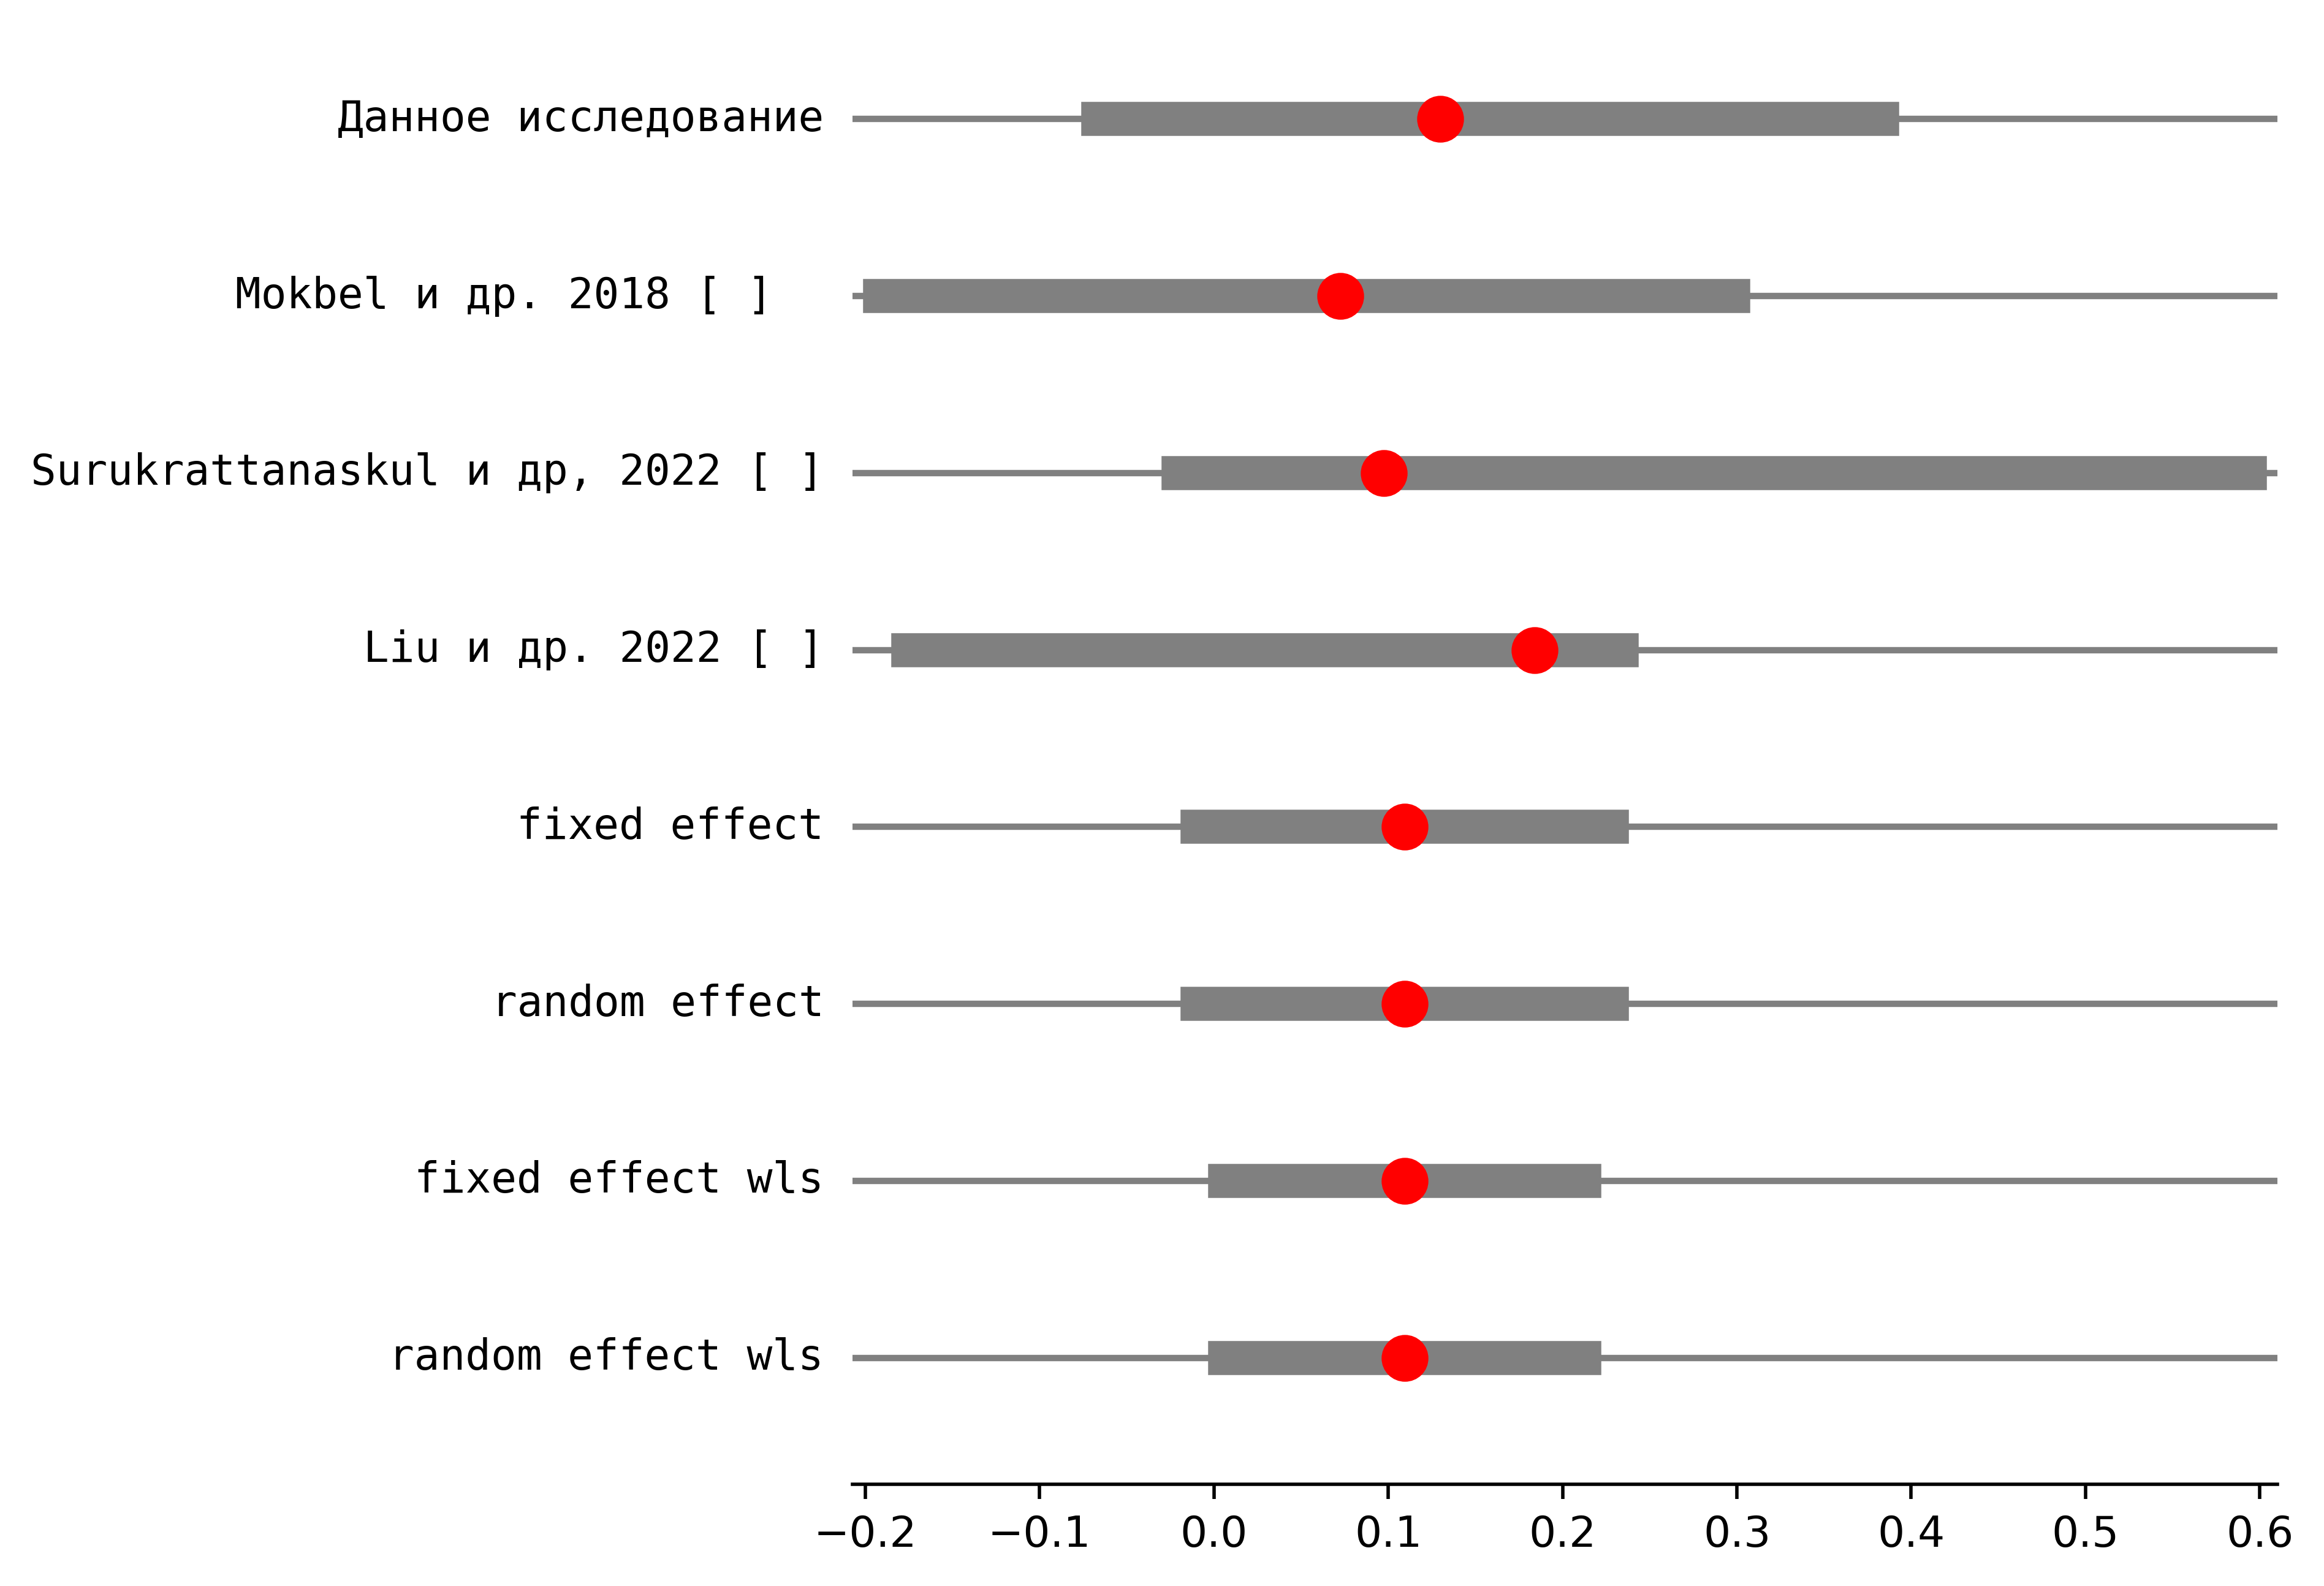 Данное исследование
Mokbel и др. 2018 [ ]
Surukrattanaskul и др, 2022 [ ]
Liu и др. 2022 [ ]
fixed effect
random effect
fixed effect wls
random effect wls
−0.2 −0.1 0.0 0.1 0.2 0.3 0.4 0.5 0.6